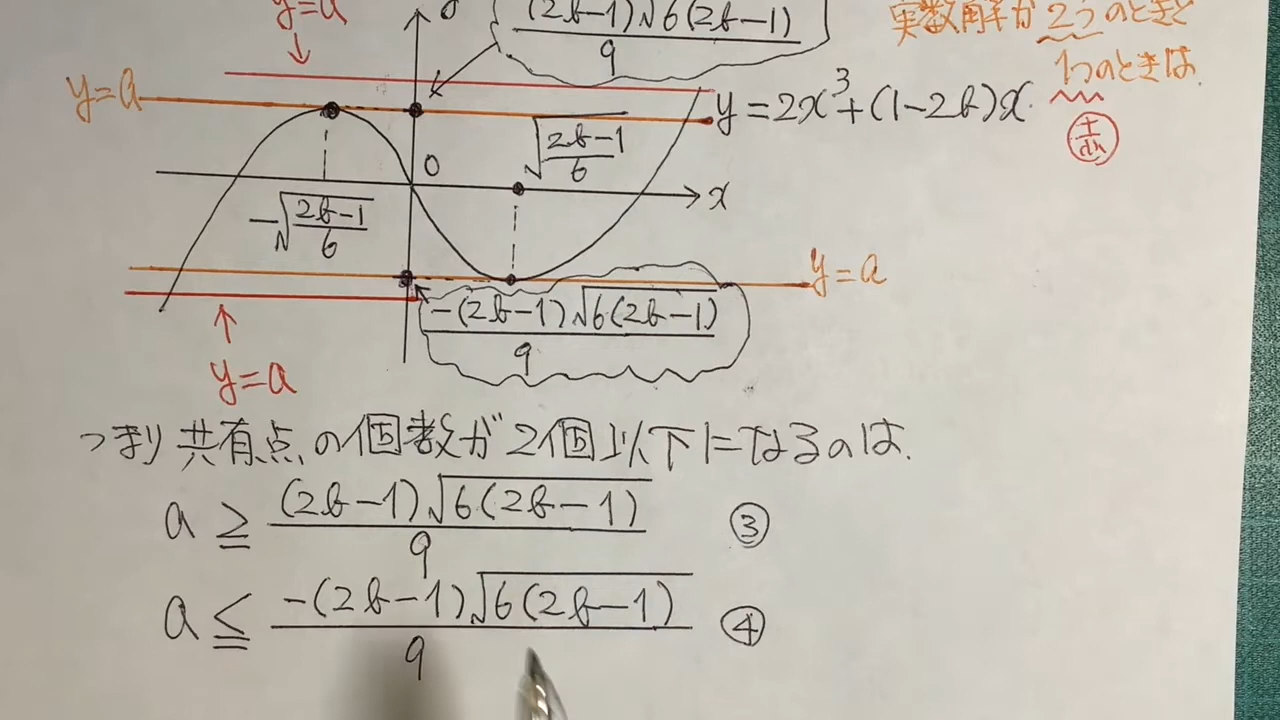 y=a
(2b-1)√6(2b-1)
9
実数解が2つのときと
1つのときは
y=a
y=2x³+(1-2b)x
√(2b-1)/6
O
x
-√(2b-1)/6
y=a
-(2b-1)√6(2b-1)
9
y=a
つまり共有点の個数が2個以下になるのは.
a ≧ (2b-1)√6(2b-1) ③
9
a ≦ -(2b-1)√6(2b-1) ④
9